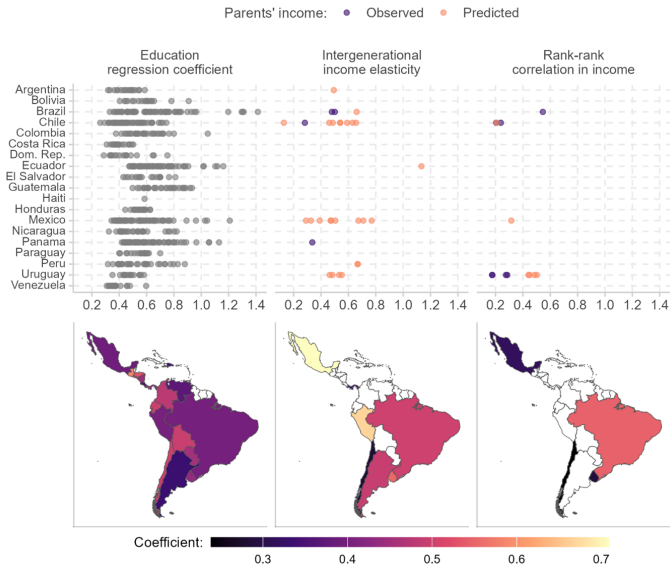 Parents' income: Observed Predicted
Education
regression coefficient
Intergenerational
income elasticity
Rank-rank
correlation in income
Argentina
Bolivia
Brazil
Chile
Colombia
Costa Rica
Dom. Rep.
Ecuador
El Salvador
Guatemala
Haiti
Honduras
Mexico
Nicaragua
Panama
Paraguay
Peru
Uruguay
Venezuela
0.2 0.4 0.6 0.8 1.0 1.2 1.4
0.2 0.4 0.6 0.8 1.0 1.2 1.4
0.2 0.4 0.6 0.8 1.0 1.2 1.4
Coefficient:
0.3 0.4 0.5 0.6 0.7